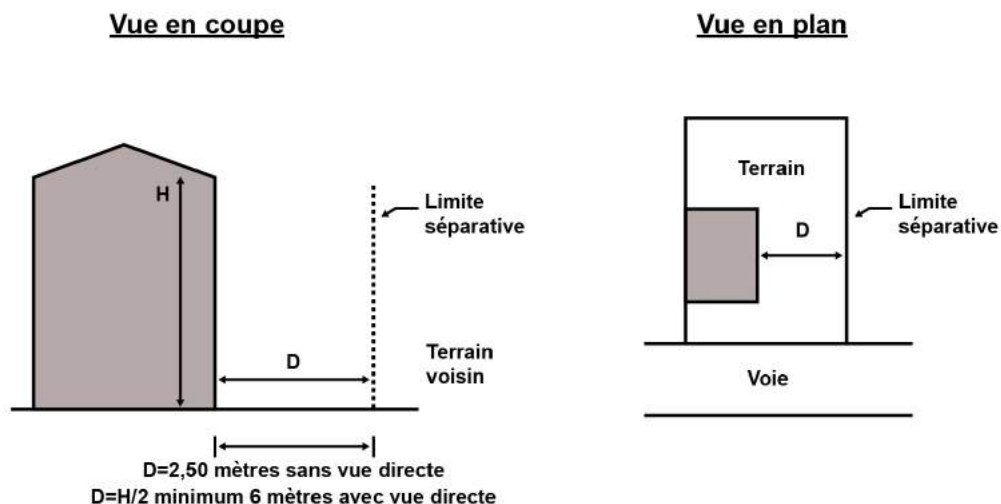 Vue en coupe
H
Limite
séparative
D
Terrain
voisin
D=2,50 mètres sans vue directe
D=H/2 minimum 6 mètres avec vue directe
Vue en plan
Terrain
D
Limite
séparative
Voie